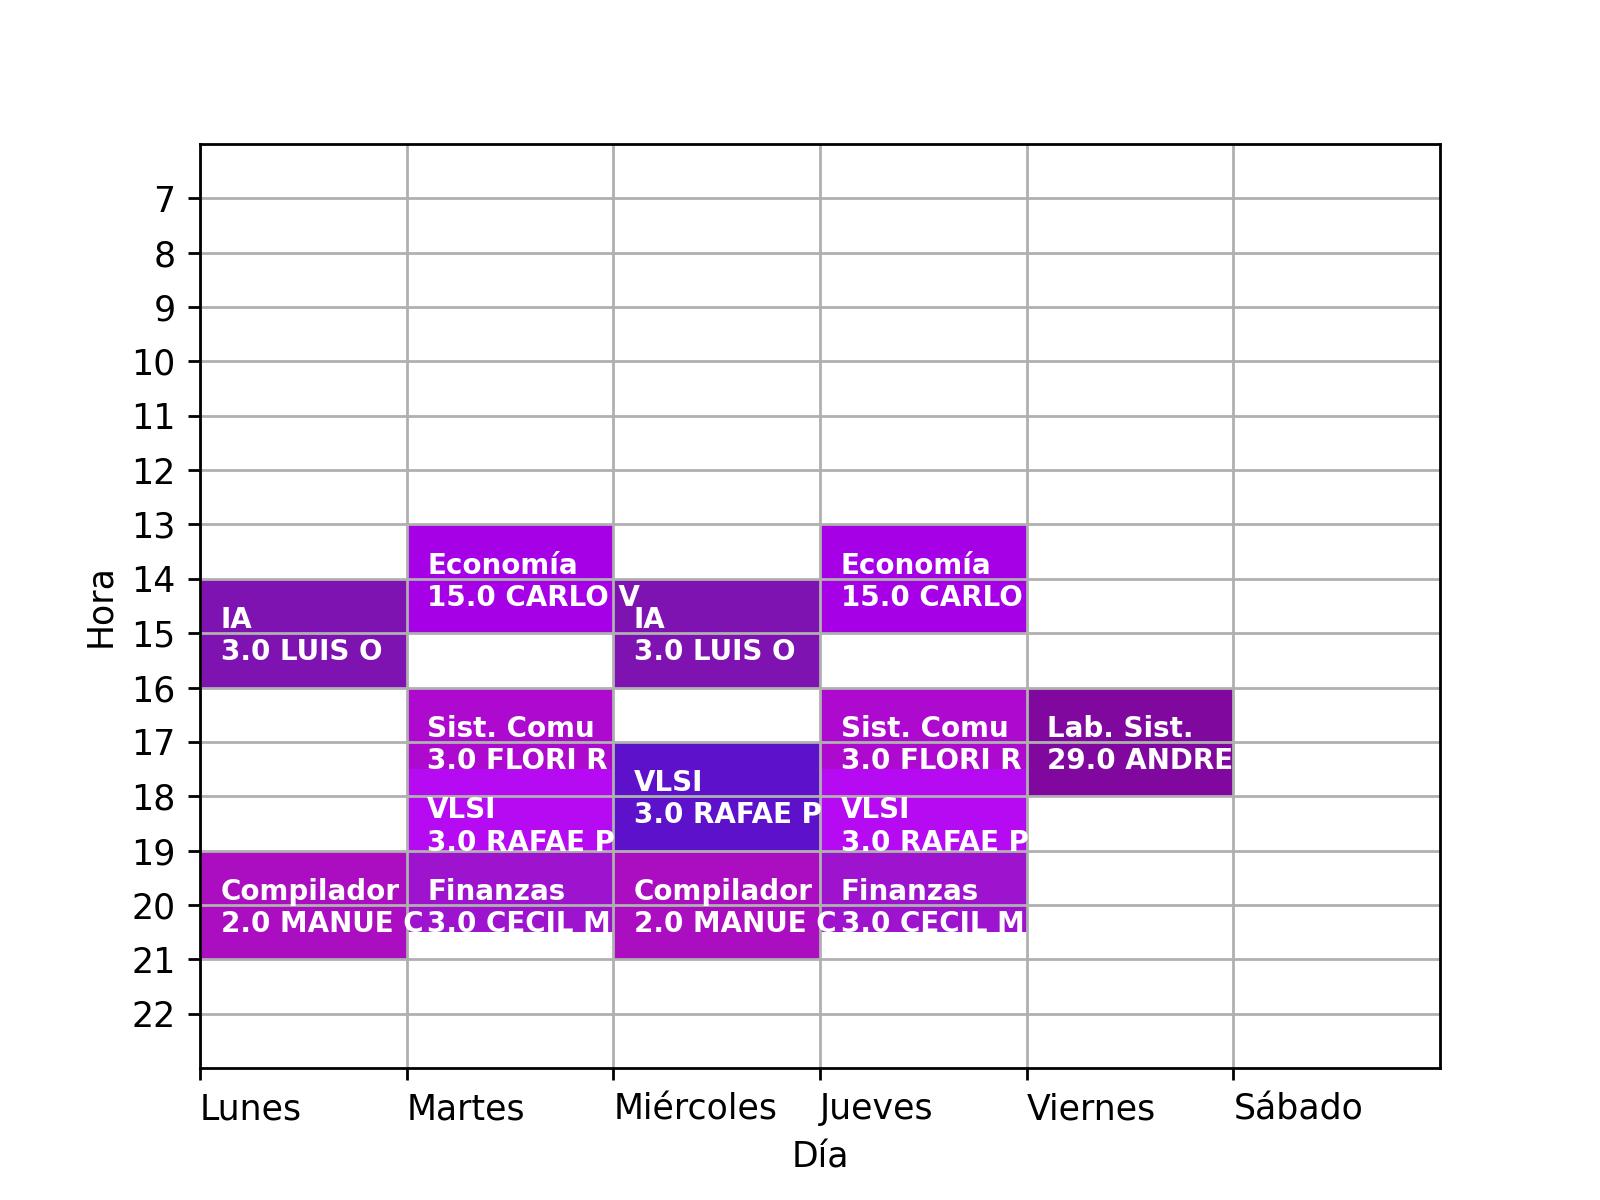 7
8
9
10
11
12
13
14
15
16
17
18
19
20
21
22
Hora
IA
3.0 LUIS O
Compilador
2.0 MANUE C
Economía
15.0 CARLO V
Sist. Comu
3.0 FLORI R
VLSI
3.0 RAFAE P
Finanzas
3.0 CECIL M
IA
3.0 LUIS O
VLSI
3.0 RAFAE P
Compilador
2.0 MANUE C
Economía
15.0 CARLO
Sist. Comu
3.0 FLORI R
VLSI
3.0 RAFAE P
Finanzas
3.0 CECIL M
Lab. Sist.
29.0 ANDRE
Lunes
Martes
Miércoles
Jueves
Viernes
Sábado
Día